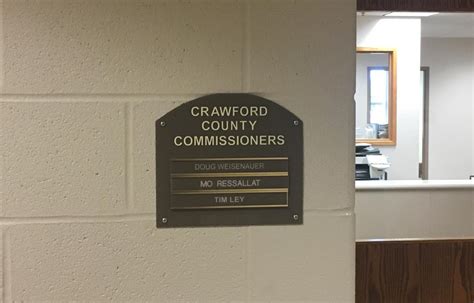 CRAWFORD
COUNTY
COMMISSIONERS
DOUG WEISENAUER
MO RESSALLAT
TIM LEY